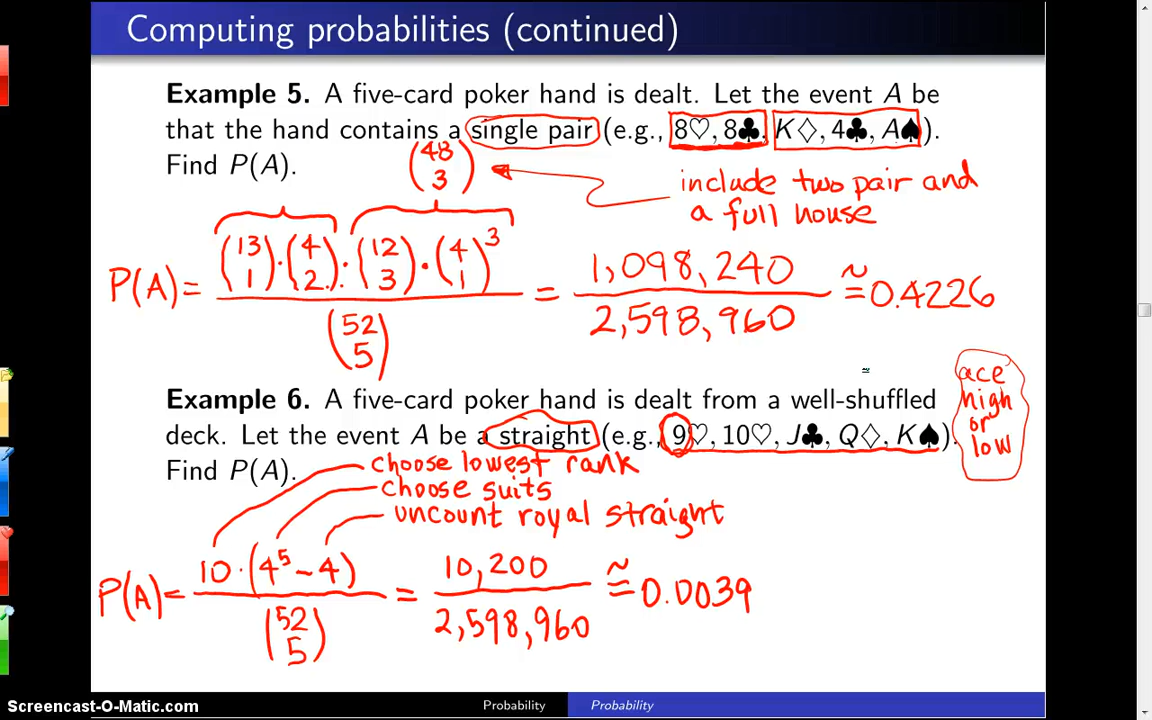 Computing probabilities (continued)
Example 5. A five-card poker hand is dealt. Let the event A be
that the hand contains a single pair (e.g., 8♡, 8♣, K♢, 4♣, A♠).
Find P(A).
(48 3)
include two pair and
a full house
P(A) = (13 1)·(4 2)·(12 3)·(4 1)^3 / (52 5) = 1,098,240 / 2,598,960 ≅ 0.4226
Example 6. A five-card poker hand is dealt from a well-shuffled
deck. Let the event A be a straight (e.g., 9♡, 10♡, J♣, Q♢, K♠).
Find P(A).
ace
high
or
low
choose lowest rank
choose suits
uncount royal straight
P(A) = 10·(4^5 − 4) / (52 5) = 10,200 / 2,598,960 ≅ 0.0039
Screencast-O-Matic.com
Probability Probability